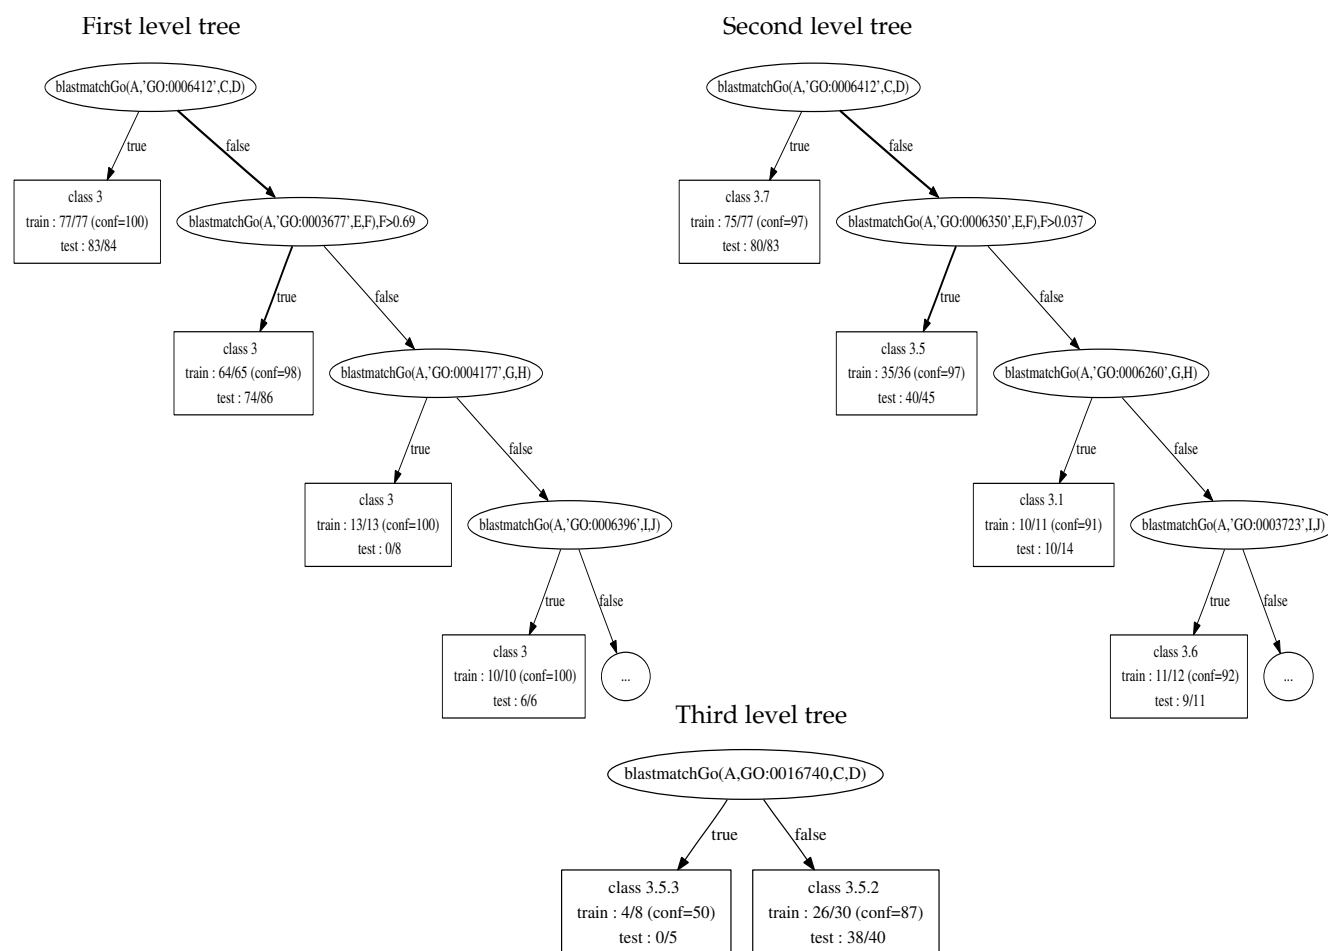 First level tree
blastmatchGo(A,'GO:0006412',C,D)
true
false
class 3
train : 77/77 (conf=100)
test : 83/84
blastmatchGo(A,'GO:0003677',E,F),F>0.69
true
false
class 3
train : 64/65 (conf=98)
test : 74/86
blastmatchGo(A,'GO:0004177',G,H)
true
false
class 3
train : 13/13 (conf=100)
test : 0/8
blastmatchGo(A,'GO:0006396',I,J)
true
false
class 3
train : 10/10 (conf=100)
test : 6/6
...
Second level tree
blastmatchGo(A,'GO:0006412',C,D)
true
false
class 3.7
train : 75/77 (conf=97)
test : 80/83
blastmatchGo(A,'GO:0006350',E,F),F>0.037
true
false
class 3.5
train : 35/36 (conf=97)
test : 40/45
blastmatchGo(A,'GO:0006260',G,H)
true
false
class 3.1
train : 10/11 (conf=91)
test : 10/14
blastmatchGo(A,'GO:0003723',I,J)
true
false
class 3.6
train : 11/12 (conf=92)
test : 9/11
...
Third level tree
blastmatchGo(A,GO:0016740,C,D)
true
false
class 3.5.3
train : 4/8 (conf=50)
test : 0/5
class 3.5.2
train : 26/30 (conf=87)
test : 38/40